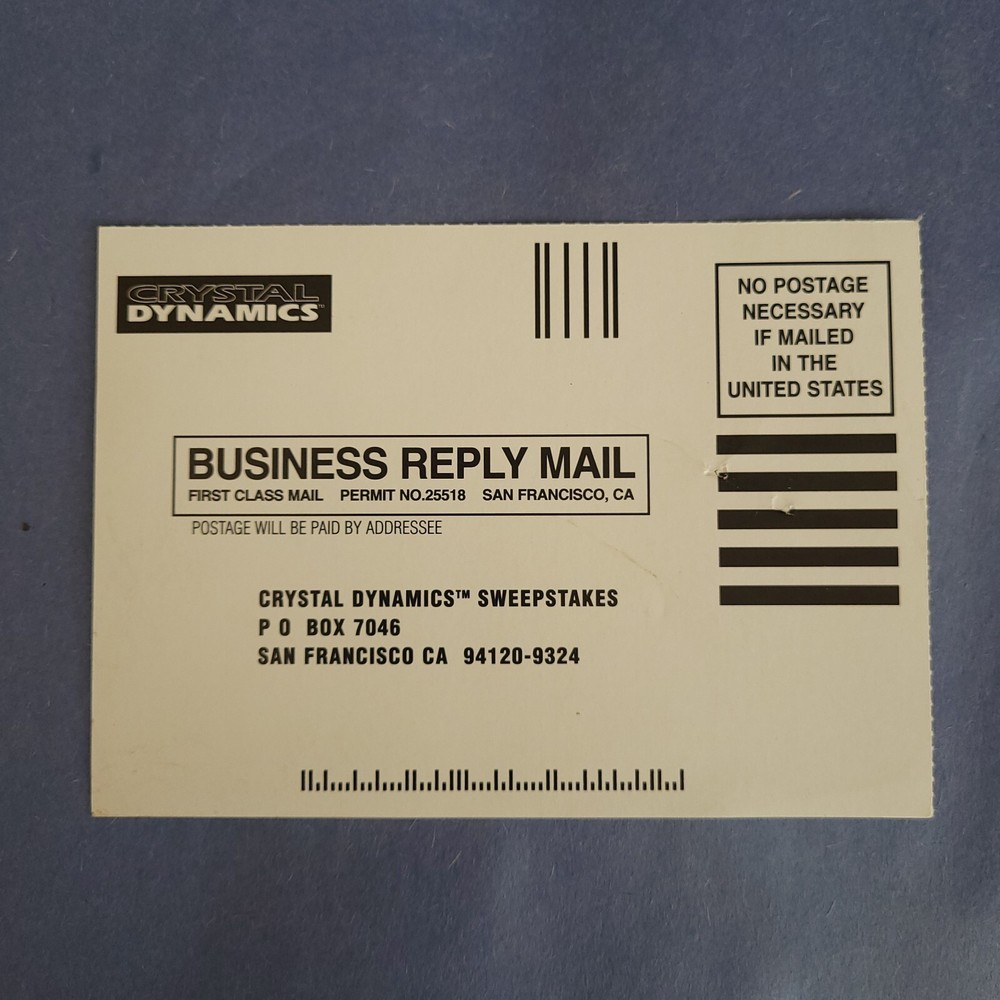 CRYSTAL
DYNAMICS™
NO POSTAGE
NECESSARY
IF MAILED
IN THE
UNITED STATES
BUSINESS REPLY MAIL
FIRST CLASS MAIL PERMIT NO.25518 SAN FRANCISCO, CA
POSTAGE WILL BE PAID BY ADDRESSEE
CRYSTAL DYNAMICS™ SWEEPSTAKES
P O BOX 7046
SAN FRANCISCO CA 94120-9324